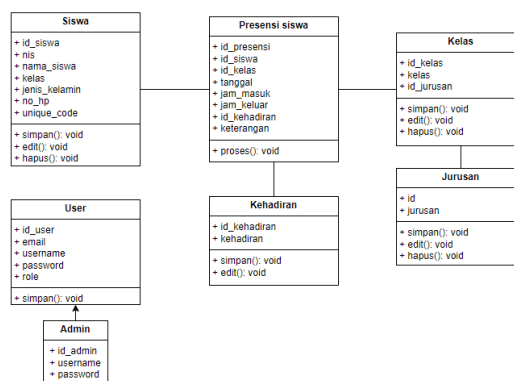 Siswa
+ id_siswa
+ nis
+ nama_siswa
+ kelas
+ jenis_kelamin
+ no_hp
+ unique_code
+ simpan(): void
+ edit(): void
+ hapus(): void
Presensi siswa
+ id_presensi
+ id_siswa
+ id_kelas
+ tanggal
+ jam_masuk
+ jam_keluar
+ id_kehadiran
+ keterangan
+ proses(): void
Kelas
+ id_kelas
+ kelas
+ id_jurusan
+ simpan(): void
+ edit(): void
+ hapus(): void
User
+ id_user
+ email
+ username
+ password
+ role
+ simpan(): void
Kehadiran
+ id_kehadiran
+ kehadiran
+ simpan(): void
+ edit(): void
Jurusan
+ id
+ jurusan
+ simpan(): void
+ edit(): void
+ hapus(): void
Admin
+ id_admin
+ username
+ password